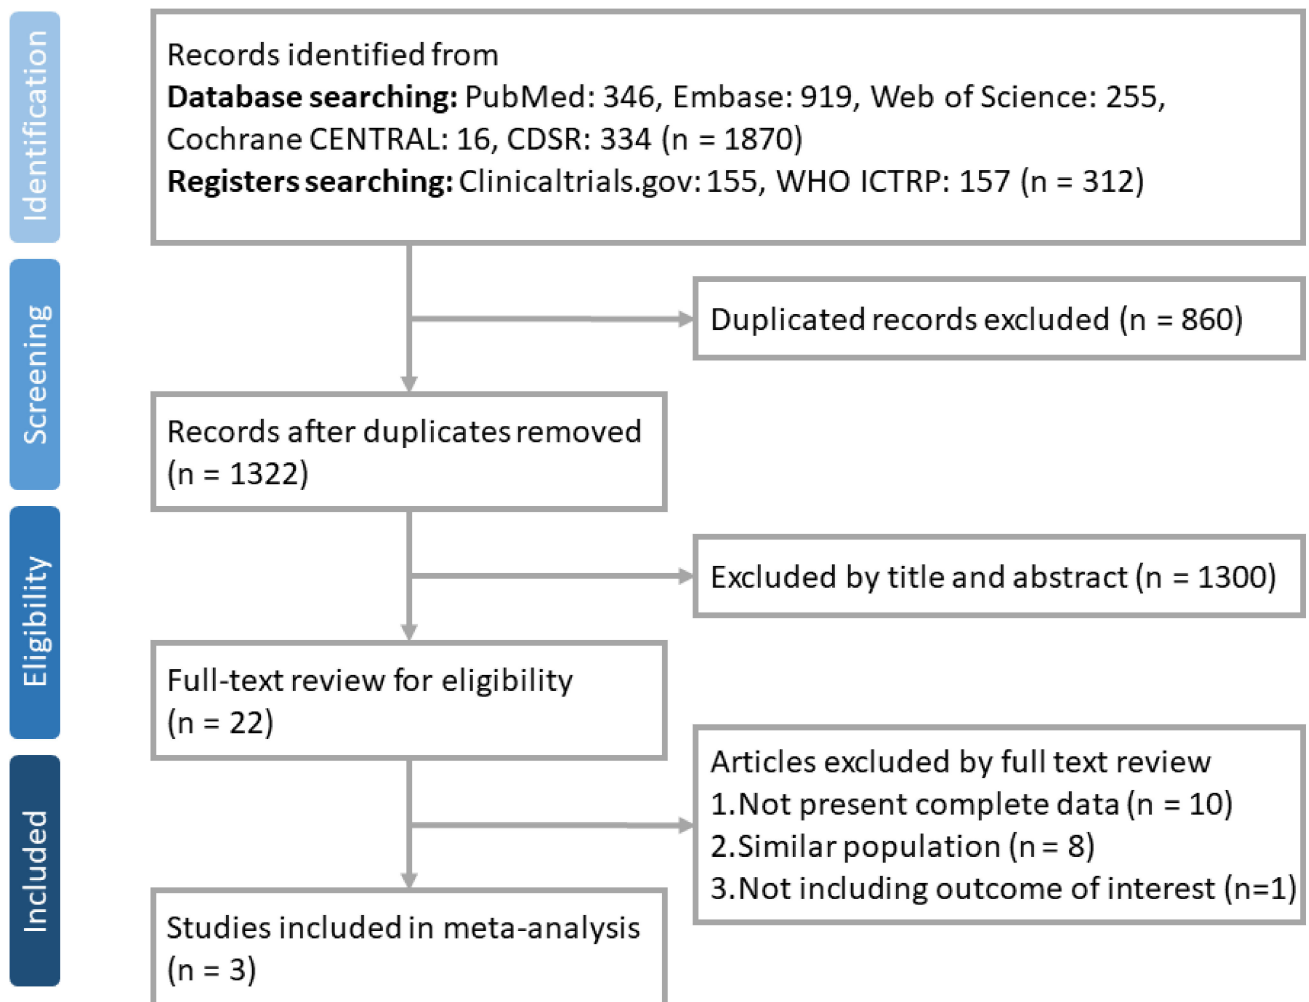 Identification
Records identified from
Database searching: PubMed: 346, Embase: 919, Web of Science: 255,
Cochrane CENTRAL: 16, CDSR: 334 (n = 1870)
Registers searching: Clinicaltrials.gov: 155, WHO ICTRP: 157 (n = 312)
Screening
Duplicated records excluded (n = 860)
Records after duplicates removed
(n = 1322)
Eligibility
Excluded by title and abstract (n = 1300)
Full-text review for eligibility
(n = 22)
Included
Articles excluded by full text review
1.Not present complete data (n = 10)
2.Similar population (n = 8)
3.Not including outcome of interest (n=1)
Studies included in meta-analysis
(n = 3)